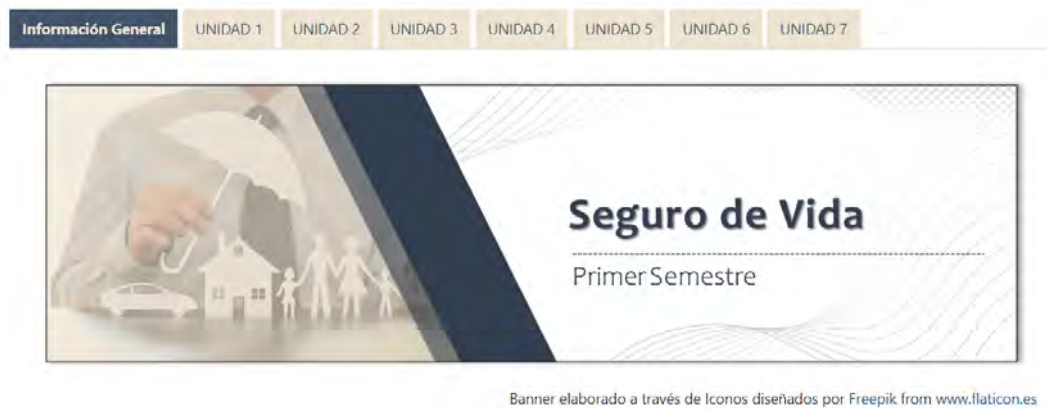 Información General UNIDAD 1 UNIDAD 2 UNIDAD 3 UNIDAD 4 UNIDAD 5 UNIDAD 6 UNIDAD 7
Seguro de Vida
Primer Semestre
Banner elaborado a través de Iconos diseñados por Freepik from www.flaticon.es